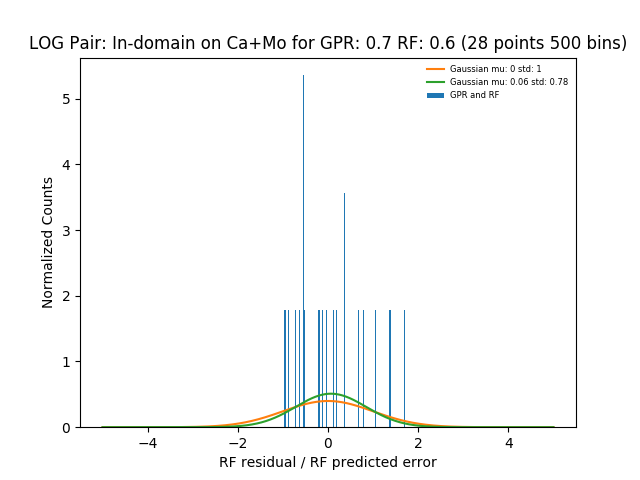 LOG Pair: In-domain on Ca+Mo for GPR: 0.7 RF: 0.6 (28 points 500 bins)
Gaussian mu: 0 std: 1
Gaussian mu: 0.06 std: 0.78
GPR and RF
Normalized Counts
5
4
3
2
1
0
−4 −2 0 2 4
RF residual / RF predicted error